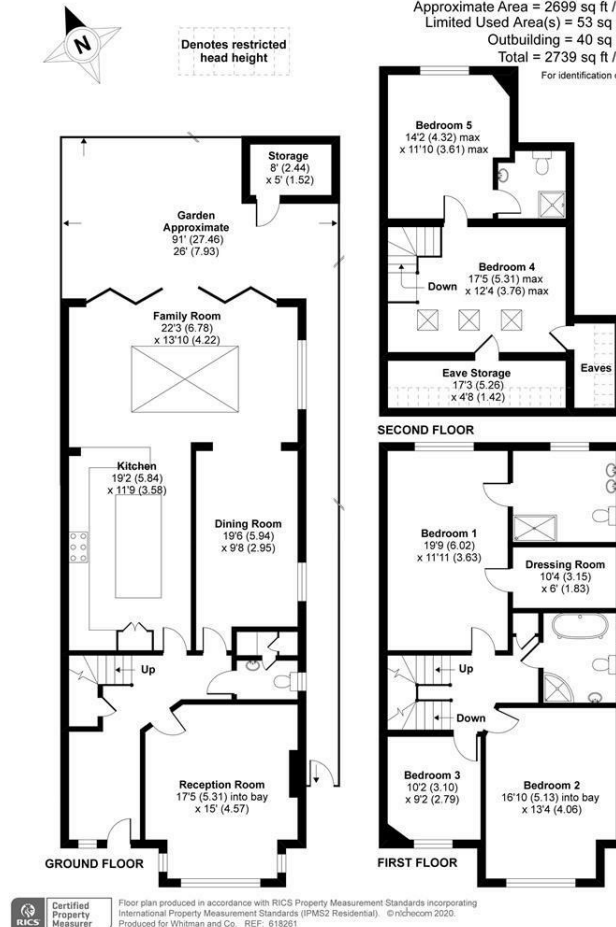 Approximate Area = 2699 sq ft /
Limited Used Area(s) = 53 sq
Outbuilding = 40 sq
Total = 2739 sq ft /
For identification
N
Denotes restricted
head height
Storage
8' (2.44)
x 5' (1.52)
Garden
Approximate
91' (27.46)
26' (7.93)
Family Room
22'3 (6.78)
x 13'10 (4.22)
Kitchen
19'2 (5.84)
x 11'9 (3.58)
Dining Room
19'6 (5.94)
x 9'8 (2.95)
Up
Reception Room
17'5 (5.31) into bay
x 15' (4.57)
GROUND FLOOR
Bedroom 5
14'2 (4.32) max
x 11'10 (3.61) max
Bedroom 4
17'5 (5.31) max
x 12'4 (3.76) max
Down
Eave Storage
17'3 (5.26)
x 4'8 (1.42)
Eaves
SECOND FLOOR
Bedroom 1
19'9 (6.02)
x 11'11 (3.63)
Dressing Room
10'4 (3.15)
x 6' (1.83)
Up
Down
Bedroom 3
10'2 (3.10)
x 9'2 (2.79)
Bedroom 2
16'10 (5.13) into bay
x 13'4 (4.06)
FIRST FLOOR
RICS
Certified
Property
Measurer
Floor plan produced in accordance with RICS Property Measurement Standards incorporating
International Property Measurement Standards (IPMS2 Residential). © nichecom 2020.
Produced for Whitman and Co. REF: 618261